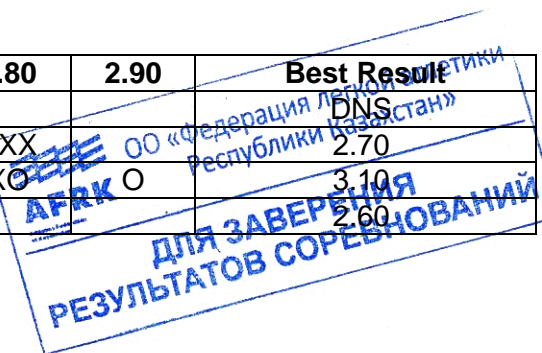 .80 2.90 Best Result
DNS
XX 2.70
XO O 3.10
2.60
ОО «Федерация легкой атлетики
Республики Казахстан»
AFRK
ДЛЯ ЗАВЕРЕНИЯ
РЕЗУЛЬТАТОВ СОРЕВНОВАНИЙ